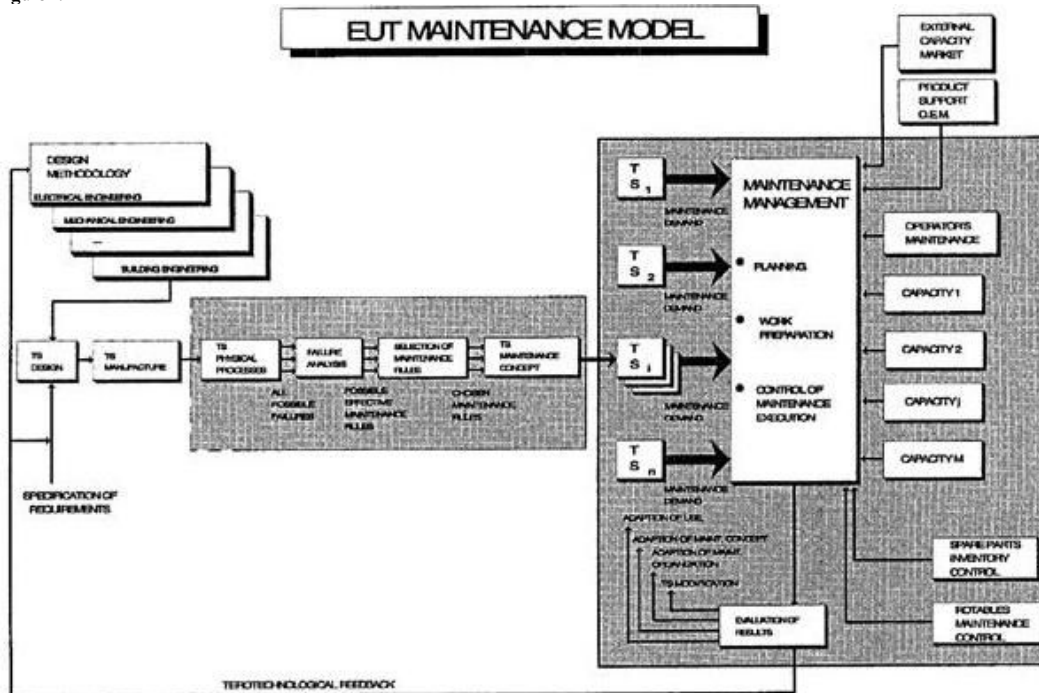 EUT MAINTENANCE MODEL
EXTERNAL
CAPACITY
MARKET
PRODUCT
SUPPORT
O.E.M.
DESIGN
METHODOLOGY
ELECTRICAL ENGINEERING
MECHANICAL ENGINEERING
...
BUILDING ENGINEERING
TS
DESIGN
TS
MANUFACTURE
TS
PHYSICAL
PROCESSES
FAILURE
ANALYSIS
SELECTION OF
MAINTENANCE
RULES
TS
MAINTENANCE
CONCEPT
ALL
POSSIBLE
FAILURES
POSSIBLE
EFFECTIVE
MAINTENANCE
RULES
CHOSEN
MAINTENANCE
RULES
SPECIFICATION OF
REQUIREMENTS
T
S 1
MAINTENANCE
DEMAND
T
S 2
MAINTENANCE
DEMAND
T
S i
MAINTENANCE
DEMAND
T
S n
MAINTENANCE
DEMAND
MAINTENANCE
MANAGEMENT
• PLANNING
• WORK
PREPARATION
• CONTROL OF
MAINTENANCE
EXECUTION
OPERATOR'S
MAINTENANCE
CAPACITY 1
CAPACITY 2
CAPACITY j
CAPACITY M
SPARE PARTS
INVENTORY
CONTROL
ROTABLES
MAINTENANCE
CONTROL
ADAPTION OF USE,
ADAPTION OF MAINT. CONCEPT
ADAPTION OF MAINT.
ORGANIZATION
TS MODIFICATION
EVALUATION OF
RESULTS
TEROTECHNOLOGICAL FEEDBACK